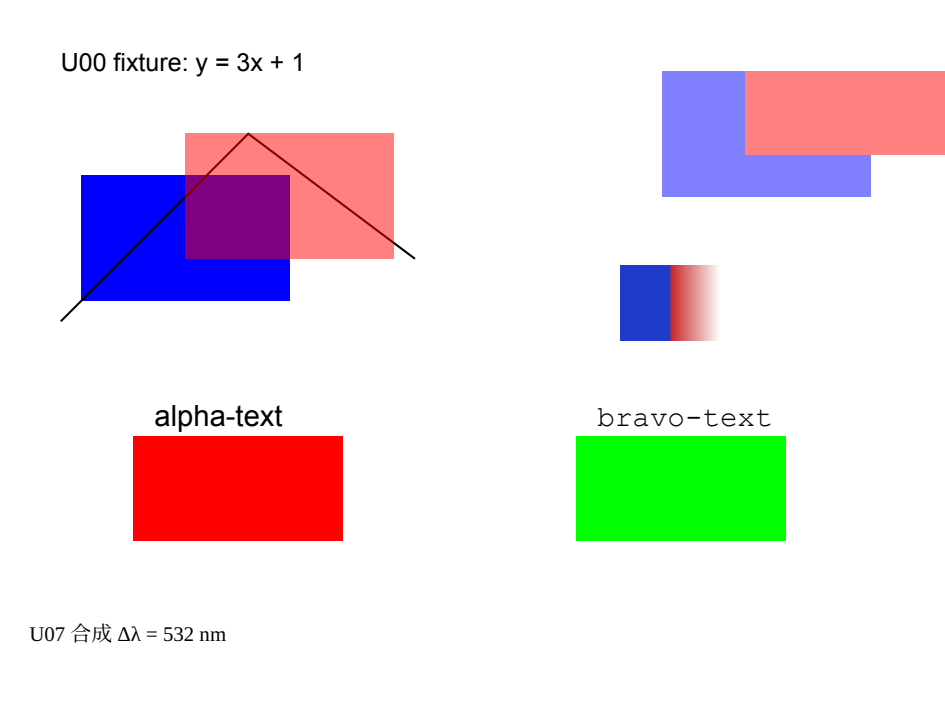 U00 fixture: y = 3x + 1
alpha-text
bravo-text
U07 合成 Δλ = 532 nm